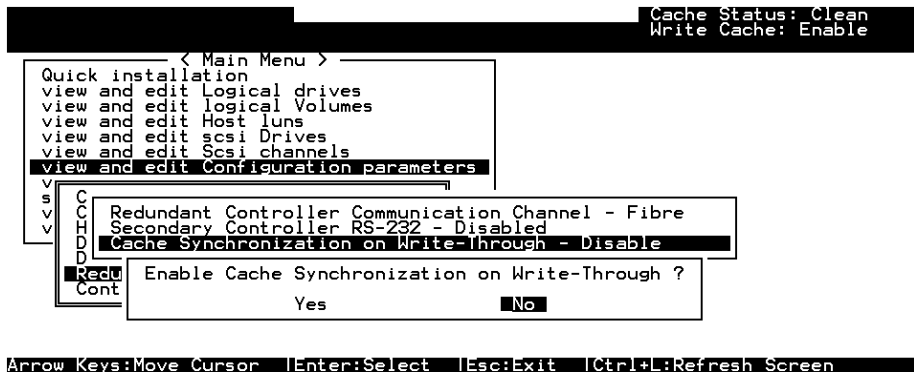 Cache Status: Clean
Write Cache: Enable
< Main Menu >
Quick installation
view and edit Logical drives
view and edit logical Volumes
view and edit Host luns
view and edit scsi Drives
view and edit Scsi channels
view and edit Configuration parameters
v
s C
v C Redundant Controller Communication Channel - Fibre
v H Secondary Controller RS-232 - Disabled
D Cache Synchronization on Write-Through - Disable
D
Redu Enable Cache Synchronization on Write-Through ?
Cont
Yes No
Arrow Keys:Move Cursor |Enter:Select |Esc:Exit |Ctrl+L:Refresh Screen